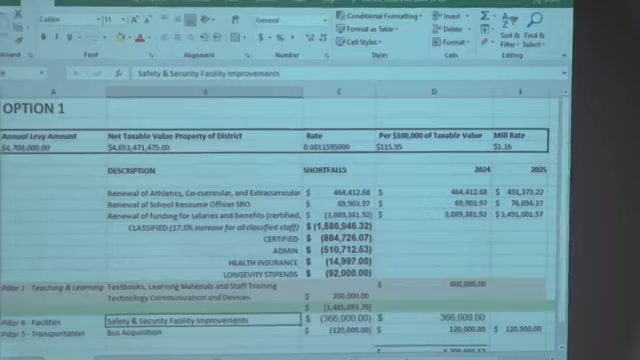 Calibri 11 General Conditional Formatting Insert
Format as Table Delete Sort & Find &
B I U $ % Cell Styles Format Filter Select
Font Alignment Number Styles Cells Editing
fx Safety & Security Facility Improvements
A C D E
OPTION 1
Annual Levy Amount Net Taxable Value Property of District Rate Per $100,000 of Taxable Value Mill Rate
$4,053,471,475.00 0.0011595000 $115.95 $1.16
DESCRIPTION SHORTFALLS 2024 2025
Renewal of Athletics, Co-curricular, and Extracurricular $ 464,412.68 $ 464,412.68 $ 491,373.22
Renewal of School Resource Officer SRO $ 69,903.97 $ 69,903.97 $ 76,894.37
Renewal of funding for salaries and benefits (certified, $ (3,089,381.92) $ 3,089,381.92 $ 3,491,001.57
CLASSIFIED (17.5% increase for all classified staff) $ (1,586,946.32)
CERTIFIED $ (884,726.07)
ADMIN $ (510,712.53)
HEALTH INSURANCE $ (14,997.00)
LONGEVITY STIPENDS $ (92,000.00)
Pillar 1 - Teaching & Learning Textbooks, Learning Materials and Staff Training $ 600,000.00
Technology Communication and Devices $ 200,000.00
Pillar 6 - Facilities Safety & Security Facility Improvements $ (366,000.00) $ 366,000.00
Pillar 5 - Transportation Bus Acquisition $ (120,000.00) $ 120,000.00 $ 120,000.00